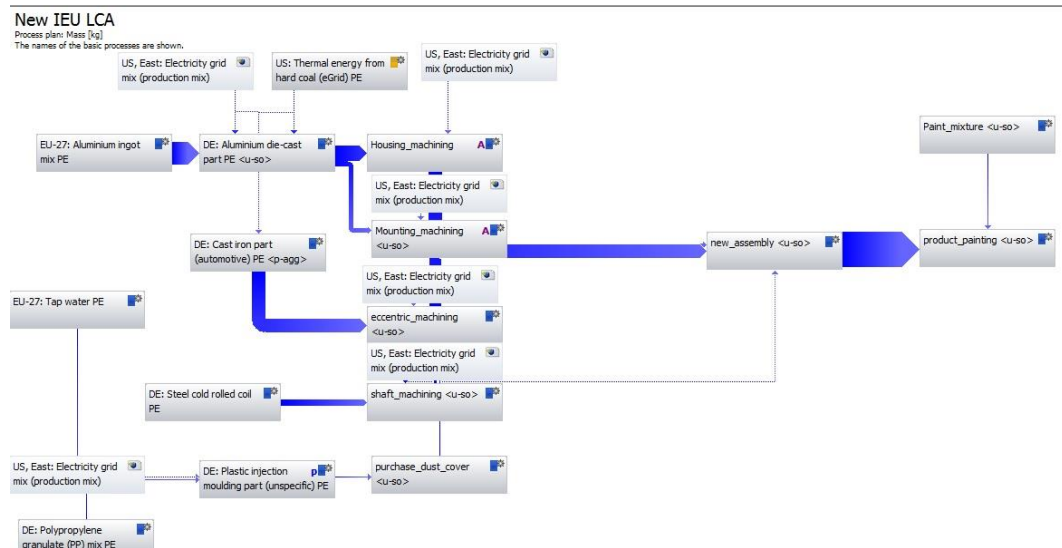 New IEU LCA
Process plan: Mass [kg]
The names of the basic processes are shown.
US, East: Electricity grid
mix (production mix)
US: Thermal energy from
hard coal (eGrid) PE
US, East: Electricity grid
mix (production mix)
EU-27: Aluminium ingot
mix PE
DE: Aluminium die-cast
part PE <u-so>
Housing_machining
A
Paint_mixture <u-so>
US, East: Electricity grid
mix (production mix)
Mounting_machining
<u-so>
A
new_assembly <u-so>
product_painting <u-so>
DE: Cast iron part
(automotive) PE <p-agg>
US, East: Electricity grid
mix (production mix)
EU-27: Tap water PE
eccentric_machining
<u-so>
US, East: Electricity grid
mix (production mix)
DE: Steel cold rolled coil
PE
shaft_machining <u-so>
US, East: Electricity grid
mix (production mix)
DE: Plastic injection
moulding part (unspecific) PE
p
purchase_dust_cover
<u-so>
DE: Polypropylene
granulate (PP) mix PE